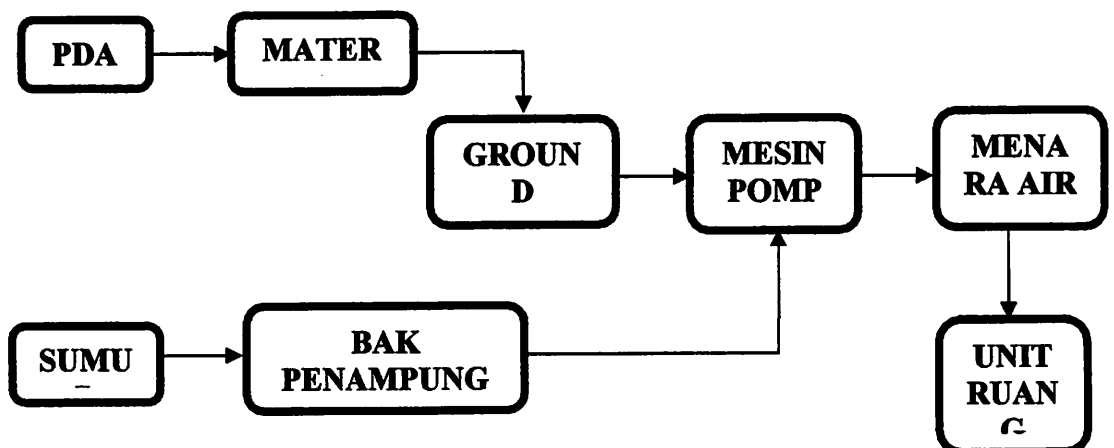 PDA
MATER
GROUN
D
MESIN
POMP
MENA
RA AIR
SUMU
BAK
PENAMPUNG
UNIT
RUAN
G